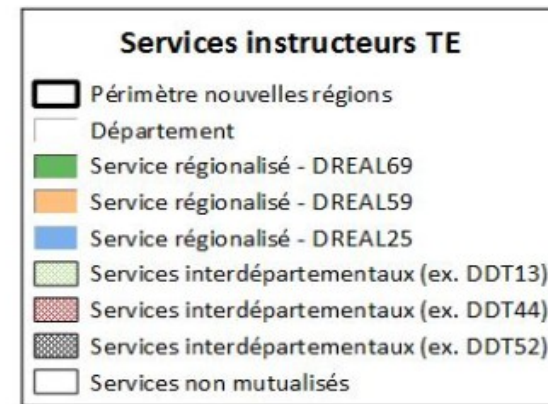 Services instructeurs TE
Périmètre nouvelles régions
Département
Service régionalisé - DREAL69
Service régionalisé - DREAL59
Service régionalisé - DREAL25
Services interdépartementaux (ex. DDT13)
Services interdépartementaux (ex. DDT44)
Services interdépartementaux (ex. DDT52)
Services non mutualisés